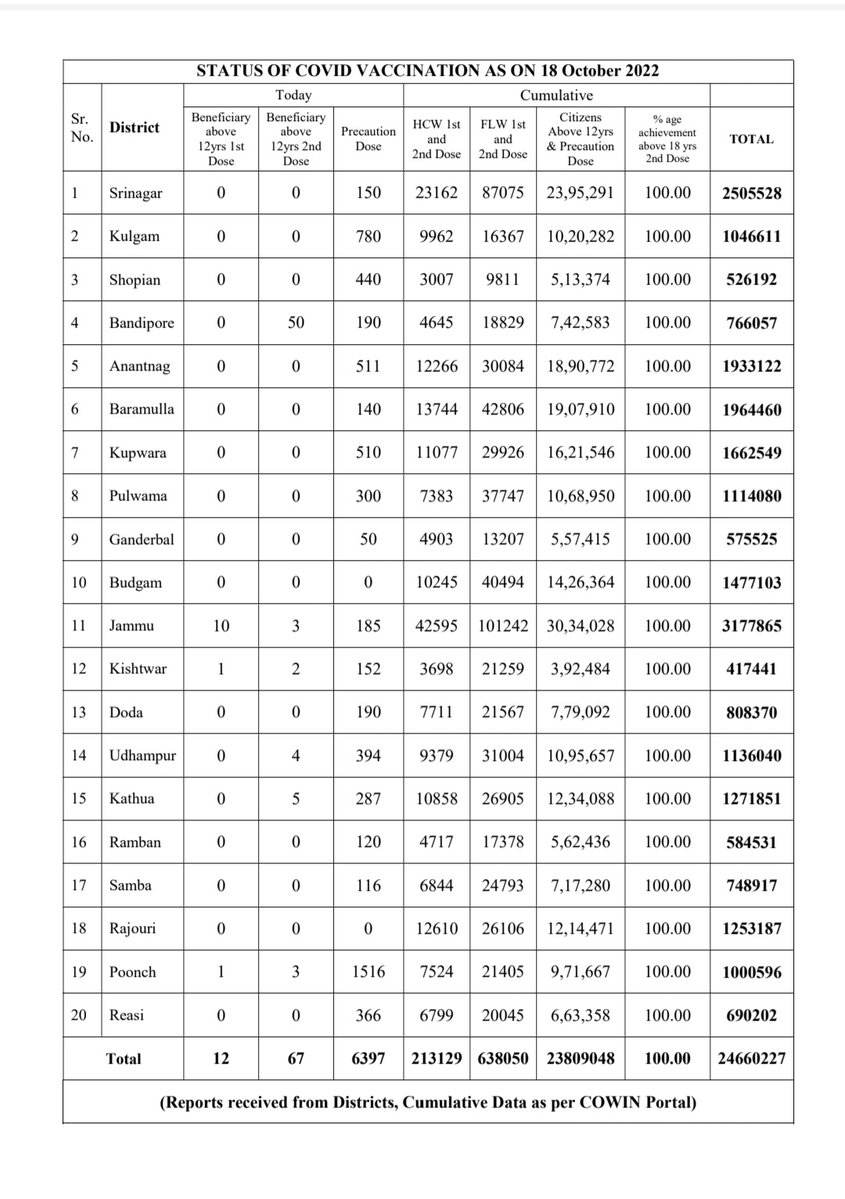 STATUS OF COVID VACCINATION AS ON 18 October 2022
Sr. No. District Today Cumulative
Beneficiary above 12yrs 1st Dose Beneficiary above 12yrs 2nd Dose Precaution Dose HCW 1st and 2nd Dose FLW 1st and 2nd Dose Citizens Above 12yrs & Precaution Dose % age achievement above 18 yrs 2nd Dose TOTAL
1 Srinagar 0 0 150 23162 87075 23,95,291 100.00 2505528
2 Kulgam 0 0 780 9962 16367 10,20,282 100.00 1046611
3 Shopian 0 0 440 3007 9811 5,13,374 100.00 526192
4 Bandipore 0 50 190 4645 18829 7,42,583 100.00 766057
5 Anantnag 0 0 511 12266 30084 18,90,772 100.00 1933122
6 Baramulla 0 0 140 13744 42806 19,07,910 100.00 1964460
7 Kupwara 0 0 510 11077 29926 16,21,546 100.00 1662549
8 Pulwama 0 0 300 7383 37747 10,68,950 100.00 1114080
9 Ganderbal 0 0 50 4903 13207 5,57,415 100.00 575525
10 Budgam 0 0 0 10245 40494 14,26,364 100.00 1477103
11 Jammu 10 3 185 42595 101242 30,34,028 100.00 3177865
12 Kishtwar 1 2 152 3698 21259 3,92,484 100.00 417441
13 Doda 0 0 190 7711 21567 7,79,092 100.00 808370
14 Udhampur 0 4 394 9379 31004 10,95,657 100.00 1136040
15 Kathua 0 5 287 10858 26905 12,34,088 100.00 1271851
16 Ramban 0 0 120 4717 17378 5,62,436 100.00 584531
17 Samba 0 0 116 6844 24793 7,17,280 100.00 748917
18 Rajouri 0 0 0 12610 26106 12,14,471 100.00 1253187
19 Poonch 1 3 1516 7524 21405 9,71,667 100.00 1000596
20 Reasi 0 0 366 6799 20045 6,63,358 100.00 690202
Total 12 67 6397 213129 638050 23809048 100.00 24660227
(Reports received from Districts, Cumulative Data as per COWIN Portal)